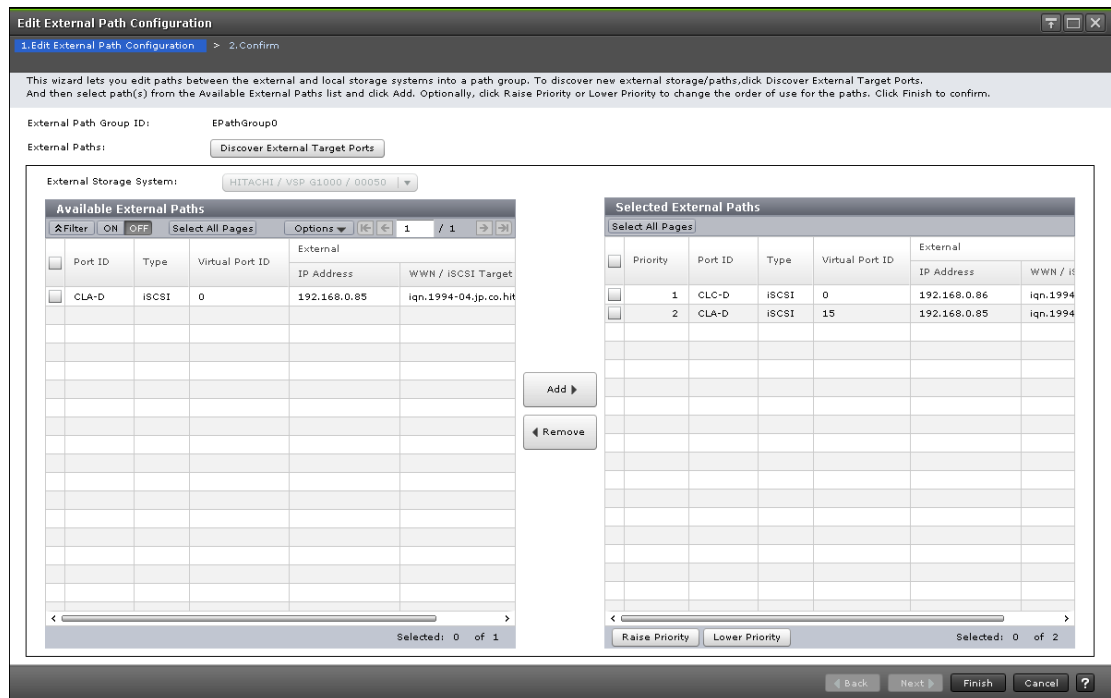 Edit External Path Configuration
1.Edit External Path Configuration > 2.Confirm
This wizard lets you edit paths between the external and local storage systems into a path group. To discover new external storage/paths,click Discover External Target Ports.
And then select path(s) from the Available External Paths list and click Add. Optionally, click Raise Priority or Lower Priority to change the order of use for the paths. Click Finish to confirm.
External Path Group ID: EPathGroup0
External Paths: Discover External Target Ports
External Storage System: HITACHI / VSP G1000 / 00050
Available External Paths
Filter ON OFF Select All Pages Options 1 / 1
Port ID Type Virtual Port ID External
IP Address WWN / iSCSI Target
CLA-D iSCSI 0 192.168.0.85 iqn.1994-04.jp.co.hit
Selected: 0 of 1
Add
Remove
Selected External Paths
Select All Pages
Priority Port ID Type Virtual Port ID External
IP Address WWN / iS
1 CLC-D iSCSI 0 192.168.0.86 iqn.1994
2 CLA-D iSCSI 15 192.168.0.85 iqn.1994
Raise Priority Lower Priority Selected: 0 of 2
Back Next Finish Cancel ?